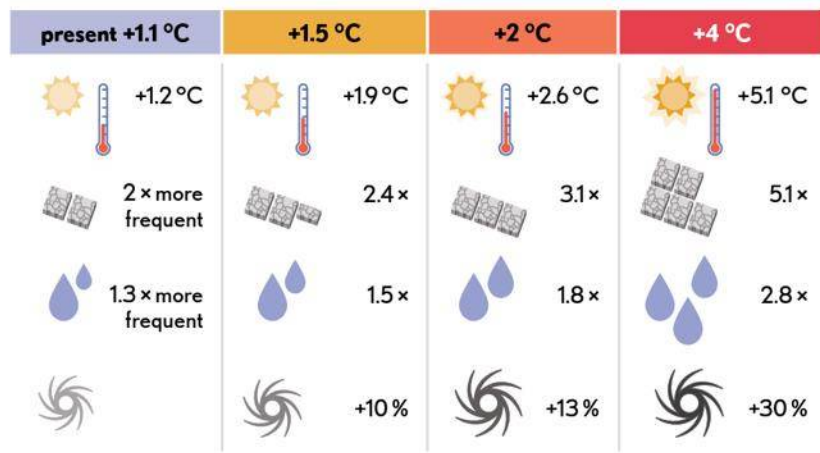 present +1.1 °C
+1.5 °C
+2 °C
+4 °C
+1.2 °C
+1.9 °C
+2.6 °C
+5.1 °C
2 × more
frequent
2.4 ×
3.1 ×
5.1 ×
1.3 × more
frequent
1.5 ×
1.8 ×
2.8 ×
+10 %
+13 %
+30 %